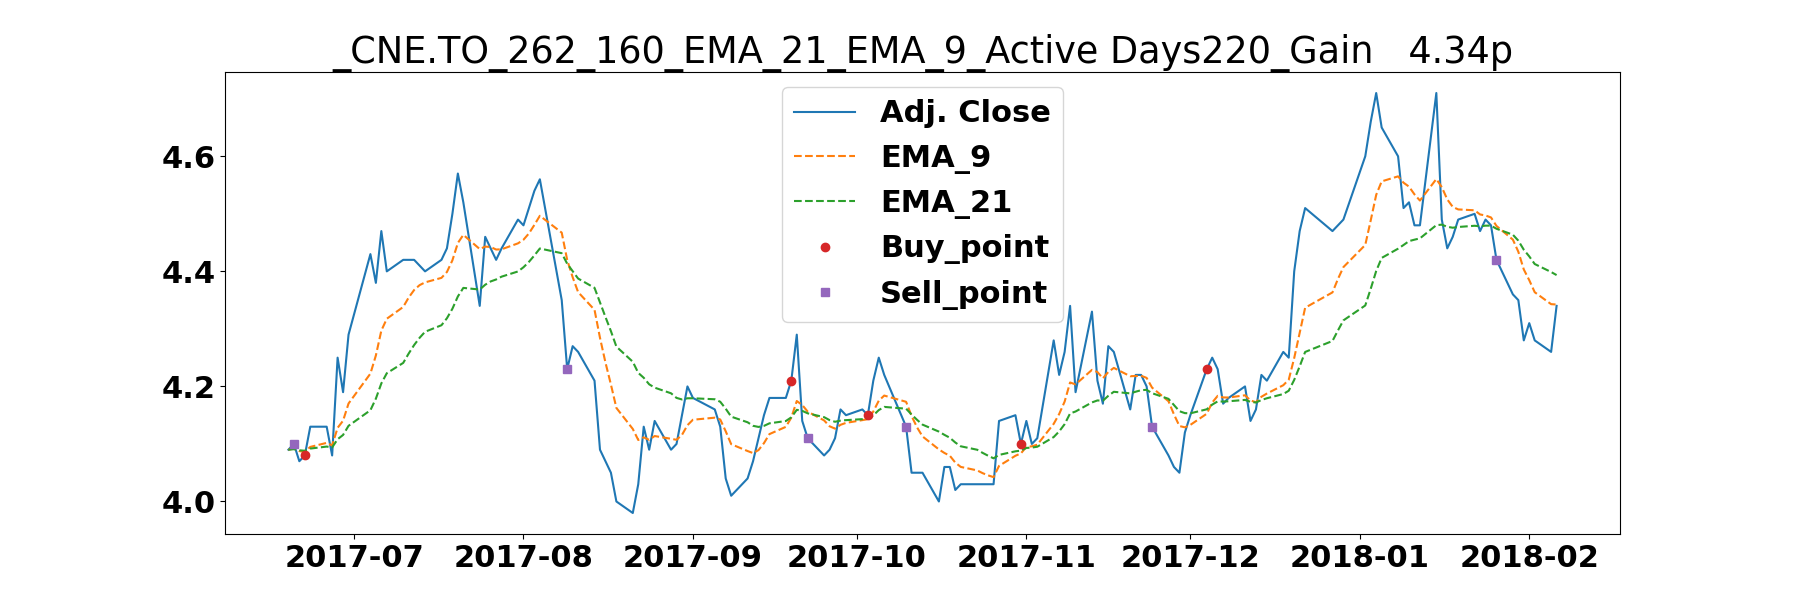 _CNE.TO_262_160_EMA_21_EMA_9_Active Days220_Gain   4.34p
Adj. Close
EMA_9
EMA_21
Buy_point
Sell_point
4.6
4.4
4.2
4.0
2017-07 2017-08 2017-09 2017-10 2017-11 2017-12 2018-01 2018-02